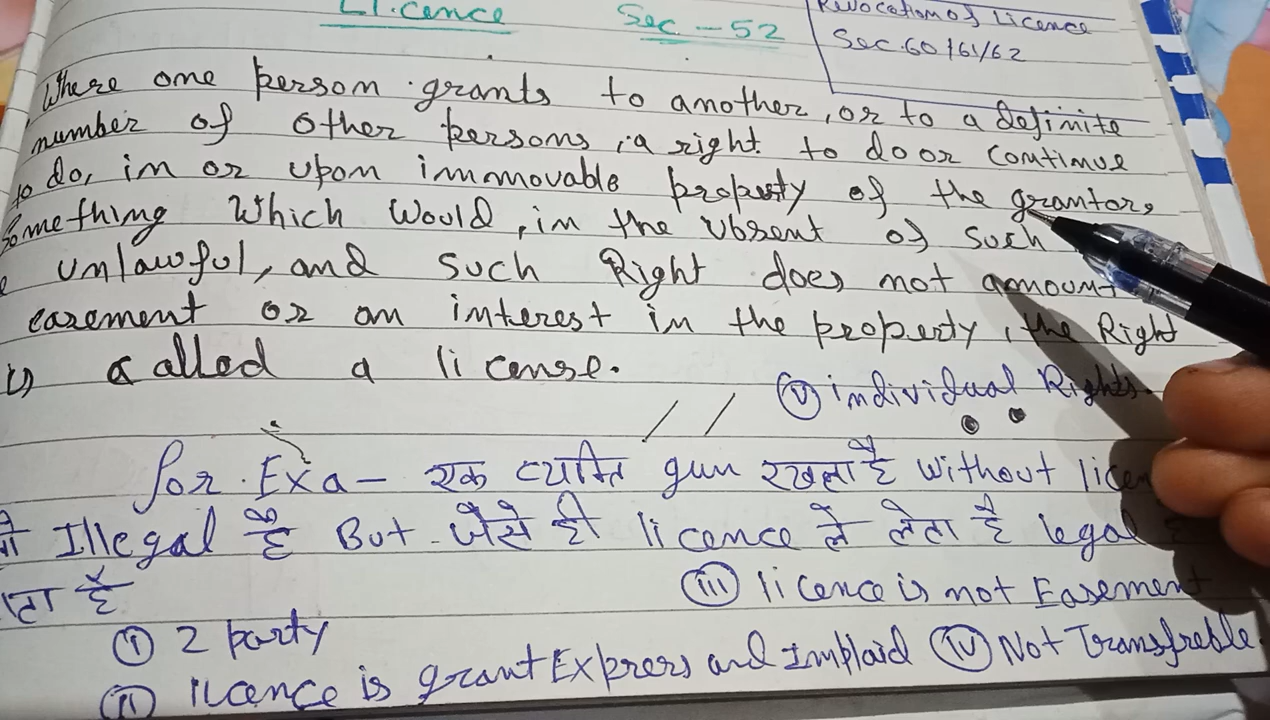 Licence Sec - 52
Revocation of licence
Sec. 60/61/62
Where one person grants to another, or to a definite
number of other persons, a right to do or continue
to do, in or upon immovable property of the grantor,
Something Which Would, in the absent of such
unlawful, and such Right does not amount
easement or an interest in the property, the Right
is called a license.
(v) individual Rights.
for. Exa - एक व्यक्ति gun रखता है without licen
Illegal है But - जैसे ही licence ले लेता है legal
ता है
(iii) licence is not Easement
(i) 2 party
(ii) licence is grant Express and Implaid (iv) Not Transfreble.